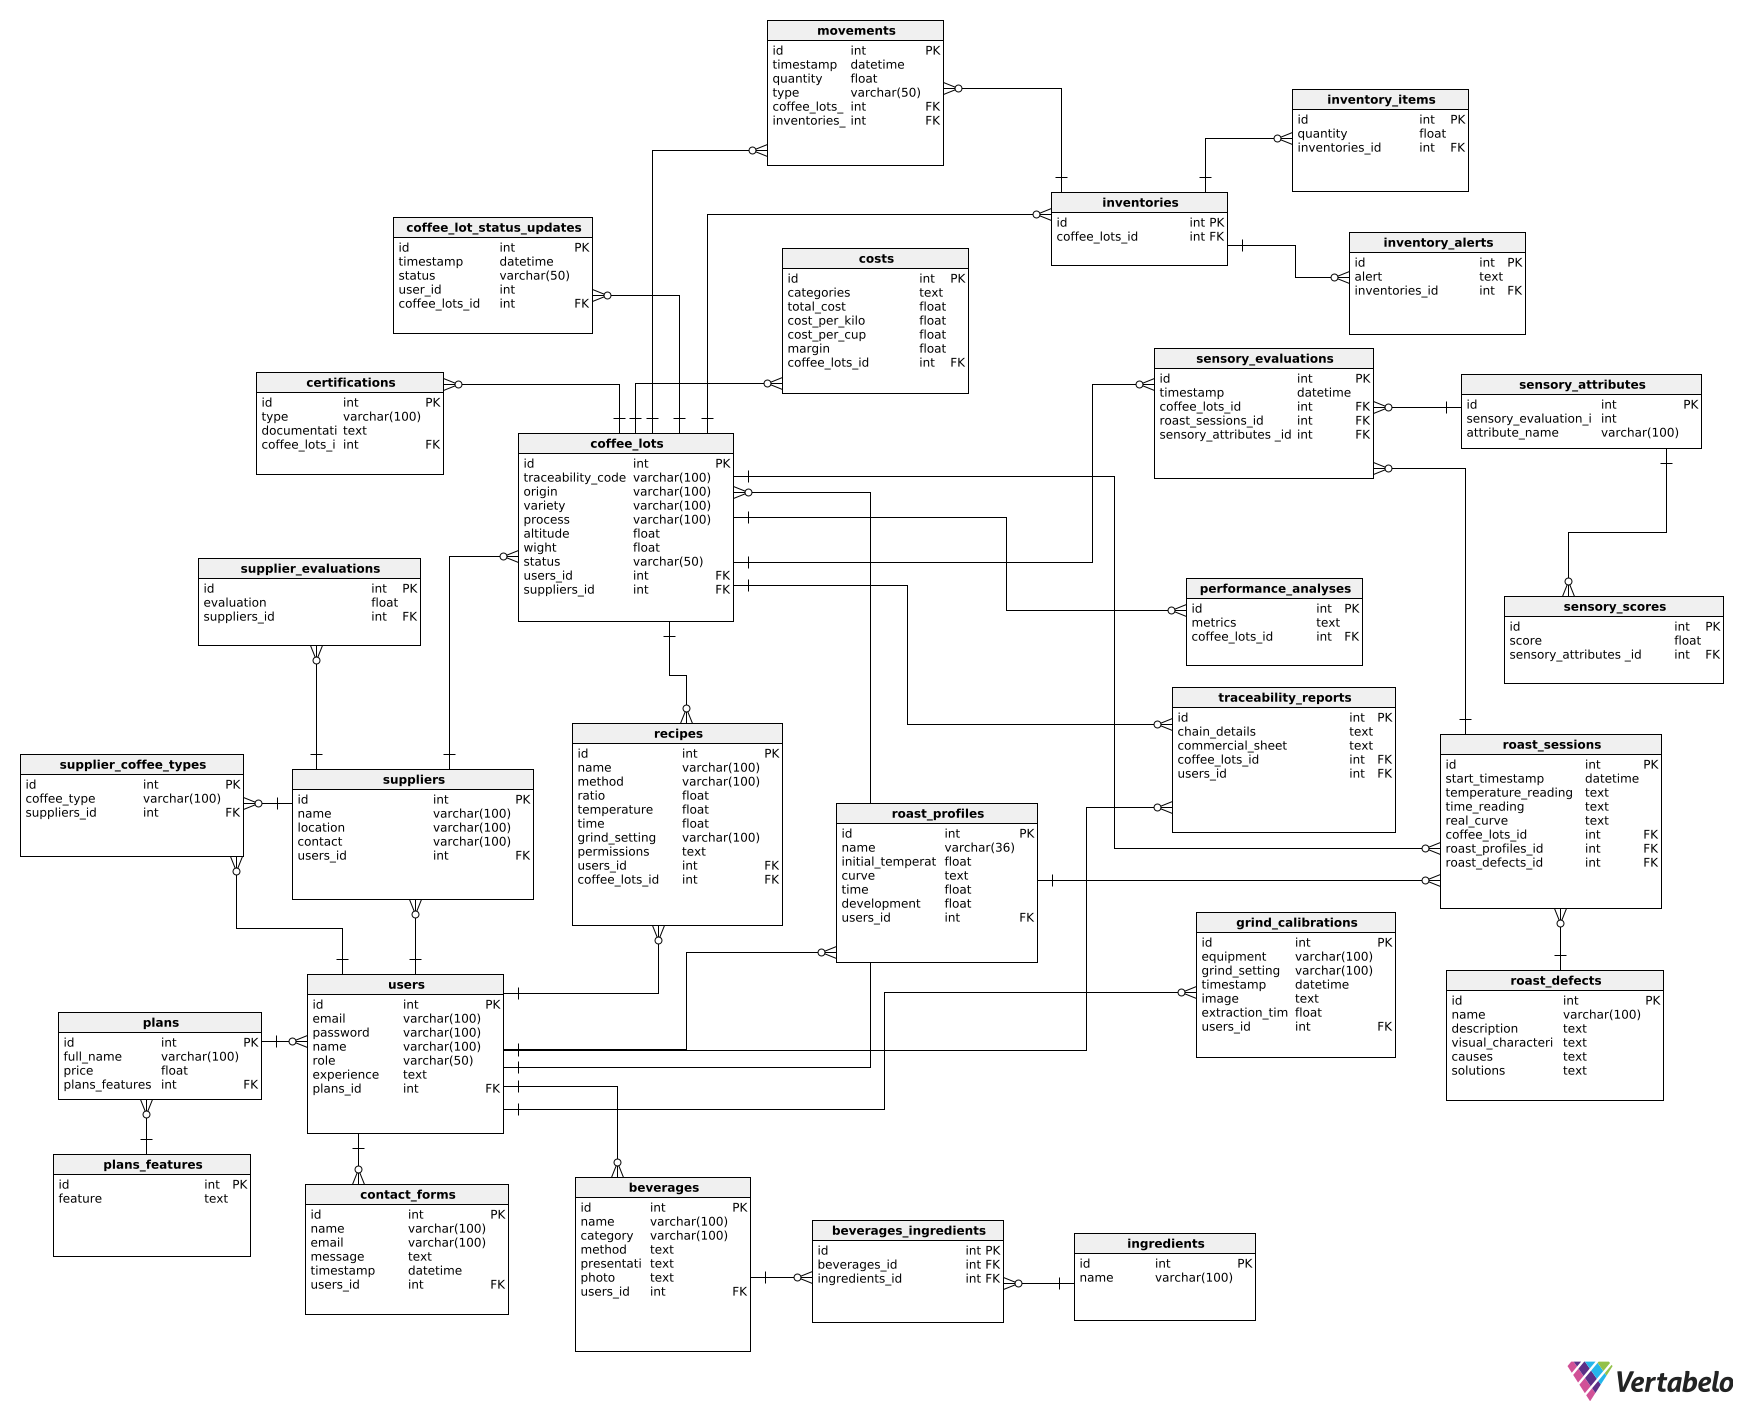 movements
id int PK
timestamp datetime
quantity float
type varchar(50)
coffee_lots_ int FK
inventories_ int FK
inventory_items
id int PK
quantity float
inventories_id int FK
inventories
id int PK
coffee_lots_id int FK
coffee_lot_status_updates
id int PK
timestamp datetime
status varchar(50)
user_id int
coffee_lots_id int FK
inventory_alerts
id int PK
alert text
inventories_id int FK
costs
id int PK
categories text
total_cost float
cost_per_kilo float
cost_per_cup float
margin float
coffee_lots_id int FK
sensory_evaluations
id int PK
timestamp datetime
coffee_lots_id int FK
roast_sessions_id int FK
sensory_attributes _id int FK
certifications
id int PK
type varchar(100)
documentati text
coffee_lots_i int FK
sensory_attributes
id int PK
sensory_evaluation_i int
attribute_name varchar(100)
coffee_lots
id int PK
traceability_code varchar(100)
origin varchar(100)
variety varchar(100)
process varchar(100)
altitude float
wight float
status varchar(50)
users_id int FK
suppliers_id int FK
supplier_evaluations
id int PK
evaluation float
suppliers_id int FK
performance_analyses
id int PK
metrics text
coffee_lots_id int FK
sensory_scores
id int PK
score float
sensory_attributes _id int FK
traceability_reports
id int PK
chain_details text
commercial_sheet text
coffee_lots_id int FK
users_id int FK
recipes
id int PK
name varchar(100)
method varchar(100)
ratio float
temperature float
time float
grind_setting varchar(100)
permissions text
users_id int FK
coffee_lots_id int FK
roast_sessions
id int PK
start_timestamp datetime
temperature_reading text
time_reading text
real_curve text
coffee_lots_id int FK
roast_profiles_id int FK
roast_defects_id int FK
supplier_coffee_types
id int PK
coffee_type varchar(100)
suppliers_id int FK
suppliers
id int PK
name varchar(100)
location varchar(100)
contact varchar(100)
users_id int FK
roast_profiles
id int PK
name varchar(36)
initial_temperat float
curve text
time float
development float
users_id int FK
grind_calibrations
id int PK
equipment varchar(100)
grind_setting varchar(100)
timestamp datetime
image text
extraction_tim float
users_id int FK
roast_defects
id int PK
name varchar(100)
description text
visual_characteri text
causes text
solutions text
users
id int PK
email varchar(100)
password varchar(100)
name varchar(100)
role varchar(50)
experience text
plans_id int FK
plans
id int PK
full_name varchar(100)
price float
plans_features int FK
plans_features
id int PK
feature text
contact_forms
id int PK
name varchar(100)
email varchar(100)
message text
timestamp datetime
users_id int FK
beverages
id int PK
name varchar(100)
category varchar(100)
method text
presentati text
photo text
users_id int FK
beverages_ingredients
id int PK
beverages_id int FK
ingredients_id int FK
ingredients
id int PK
name varchar(100)
Vertabelo